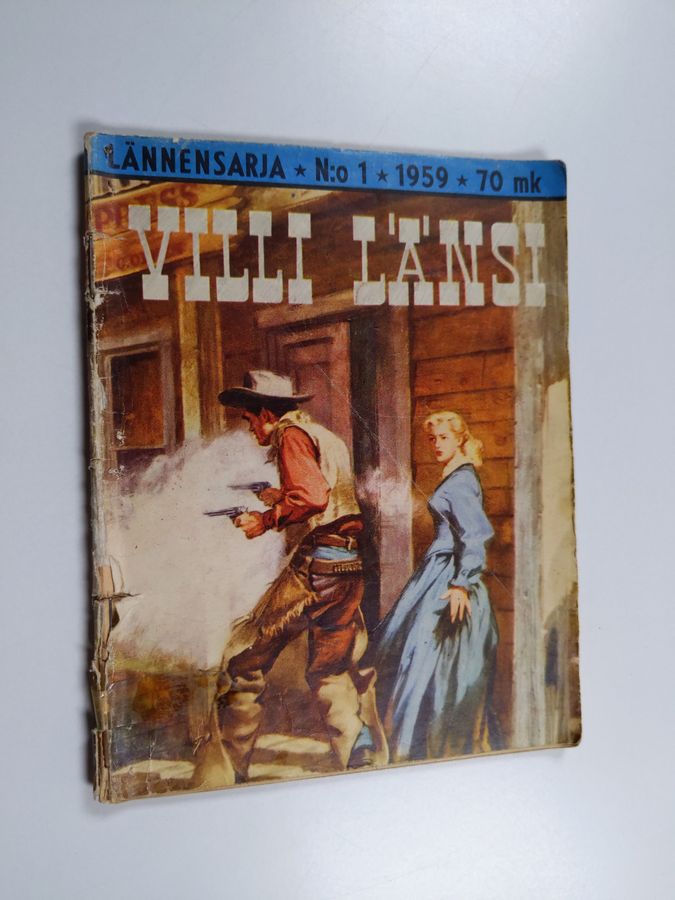 LÄNNENSARJA ★ N:o 1 ★ 1959 ★ 70 mk
VILLI LÄNSI